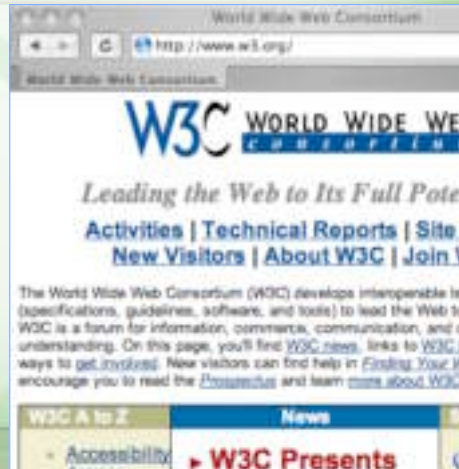 World Wide Web Consortium
http://www.w3.org/
World Wide Web Consortium
W3C WORLD WIDE WE
CONSORTIUM
Leading the Web to Its Full Pote
Activities | Technical Reports | Site
New Visitors | About W3C | Join
The World Wide Web Consortium (W3C) develops interoperable te
(specifications, guidelines, software, and tools) to lead the Web to
W3C is a forum for information, commerce, communication, and
understanding. On this page, you'll find W3C news, links to W3C
ways to get involved. New visitors can find help in Finding Your
encourage you to read the Prospectus and learn more about W3C
W3C A to Z News
Accessibility
W3C Presents